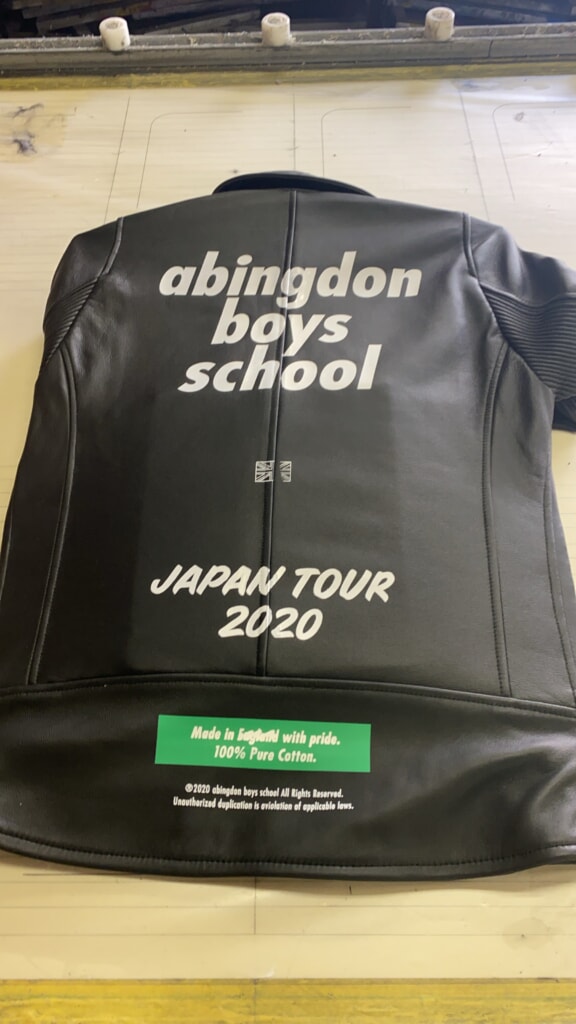 abingdon
boys
school
JAPAN TOUR
2020
Made in England with pride.
100% Pure Cotton.
©2020 abingdon boys school All Rights Reserved.
Unauthorized duplication is aviolation of applicable laws.